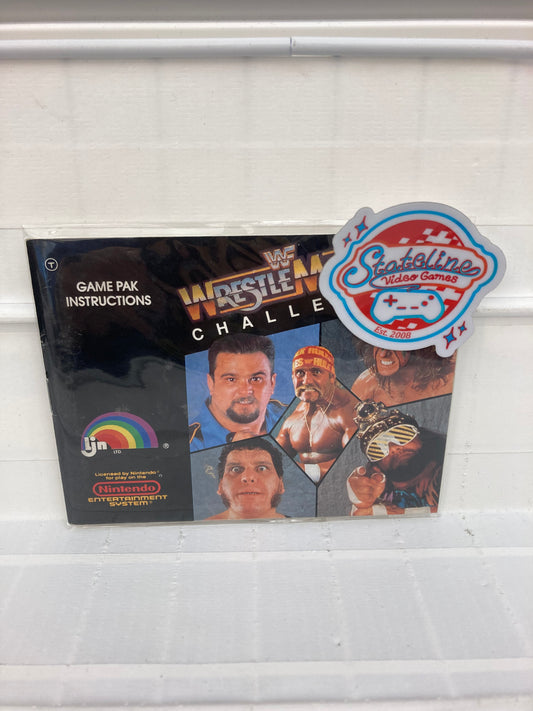 T
GAME PAK
INSTRUCTIONS
WF
WRESTLEM
CHALLE
Stateline
Video Games
Est. 2008
ljn
LTD.
®
Licensed by Nintendo
for play on the
Nintendo
ENTERTAINMENT
SYSTEM